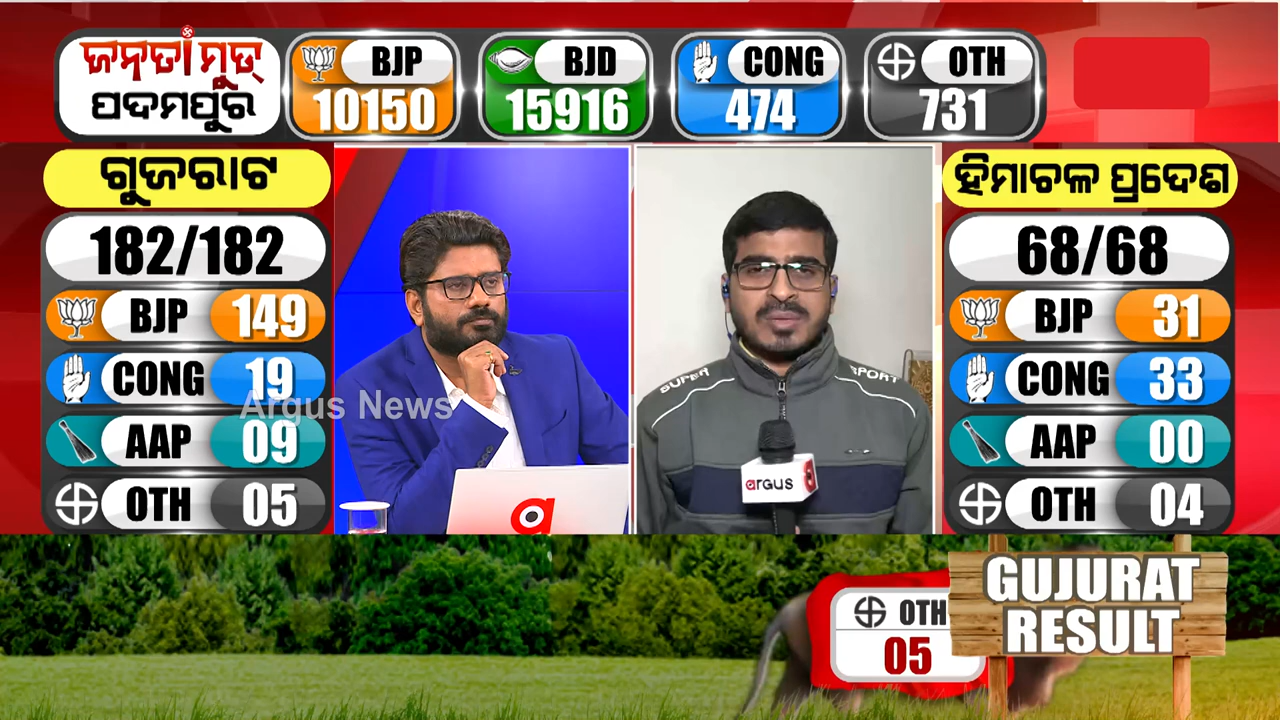 ଜନତା ମୁଡ୍
ପଦମପୁର
BJP
10150
BJD
15916
CONG
474
OTH
731
ଗୁଜରାଟ
182/182
BJP 149
CONG 19
AAP 09
OTH 05
Argus News
SUPER SPORT
argus
ହିମାଚଳ ପ୍ରଦେଶ
68/68
BJP 31
CONG 33
AAP 00
OTH 04
OTH
05
GUJURAT
RESULT